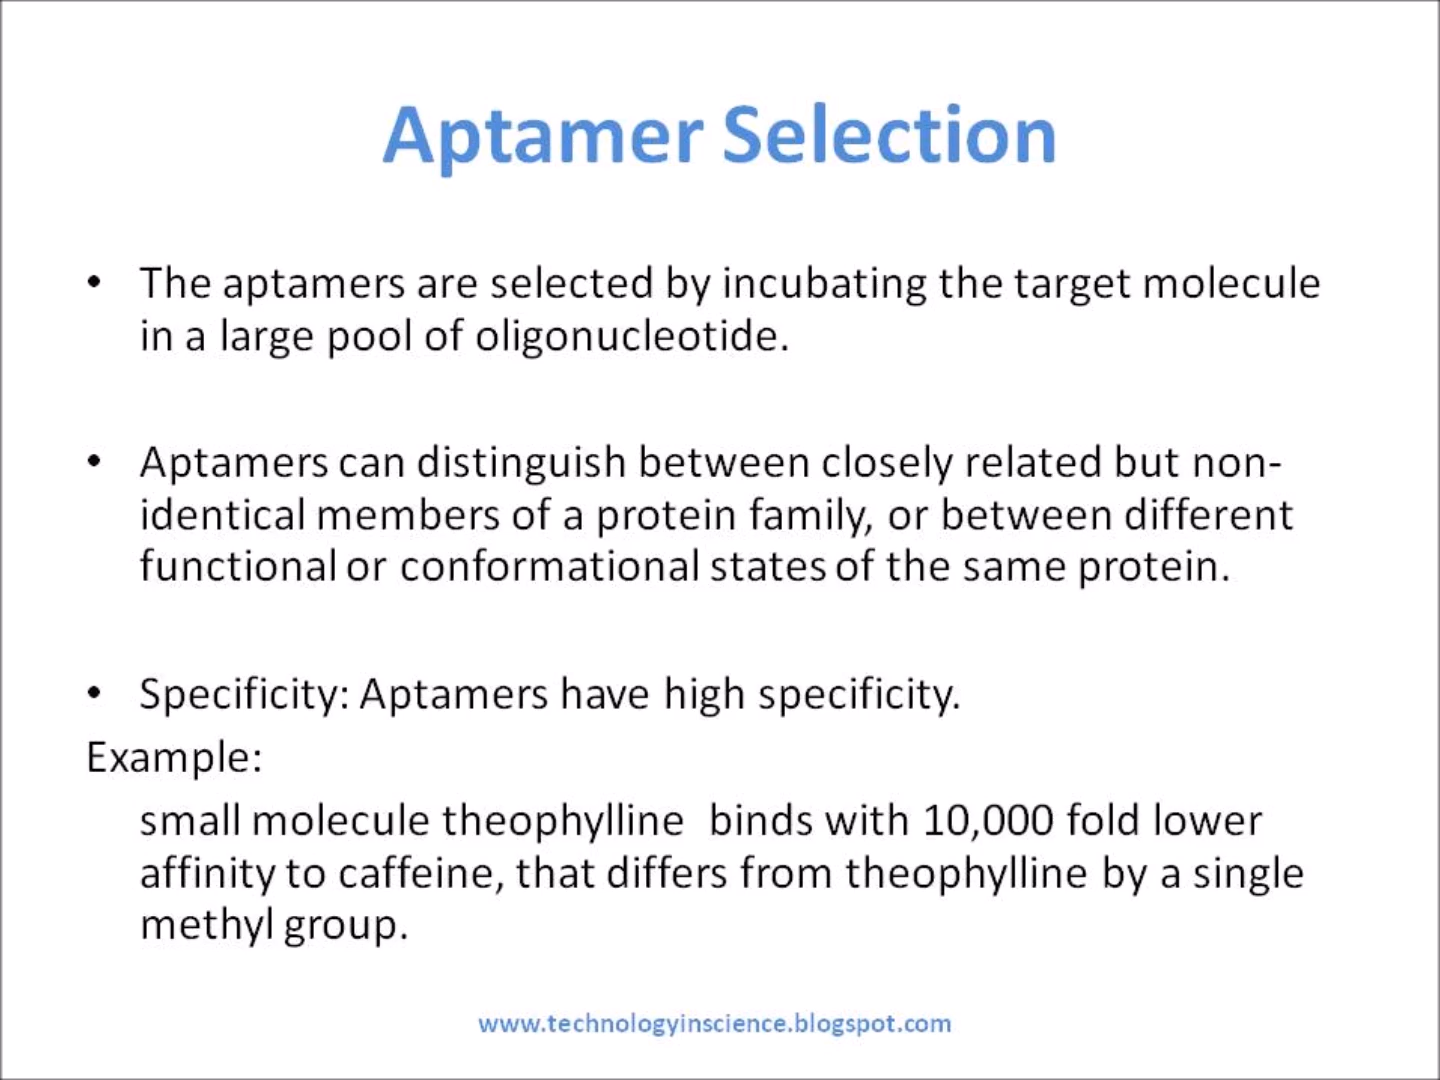 Aptamer Selection
• The aptamers are selected by incubating the target molecule
in a large pool of oligonucleotide.
• Aptamers can distinguish between closely related but non-
identical members of a protein family, or between different
functional or conformational states of the same protein.
• Specificity: Aptamers have high specificity.
Example:
small molecule theophylline  binds with 10,000 fold lower
affinity to caffeine, that differs from theophylline by a single
methyl group.
www.technologyinscience.blogspot.com